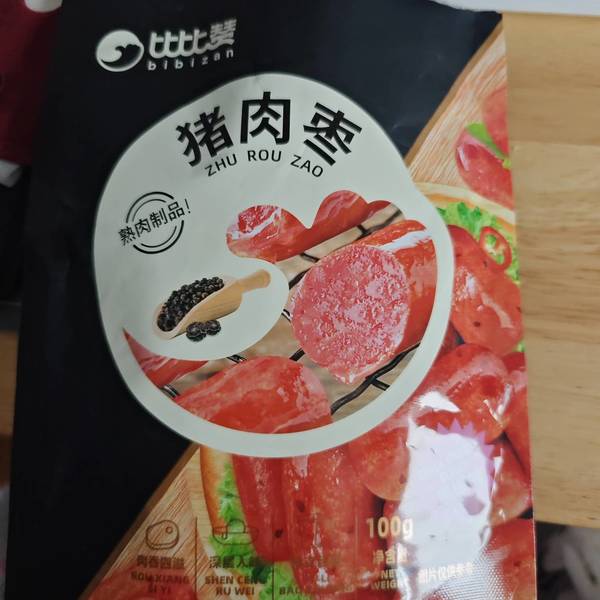 比比赞
bibizan
猪肉枣
ZHU ROU ZAO
熟肉制品!
100g
净含量
NET
WEIGHT
图片仅供参考
肉香四溢
ROU XIANG
SI YI
深层入味
SHEN CENG
RU WEI